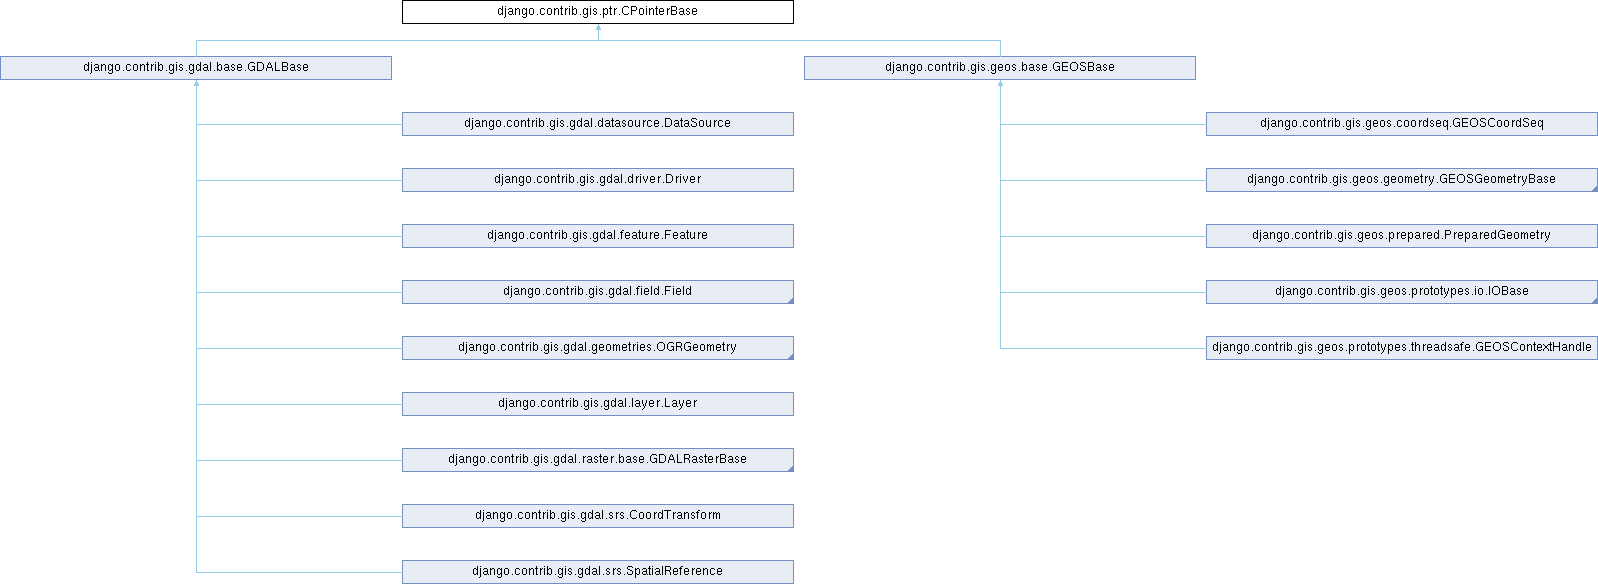 django.contrib.gis.ptr.CPointerBase
django.contrib.gis.gdal.base.GDALBase
django.contrib.gis.geos.base.GEOSBase
django.contrib.gis.gdal.datasource.DataSource
django.contrib.gis.geos.coordseq.GEOSCoordSeq
django.contrib.gis.gdal.driver.Driver
django.contrib.gis.geos.geometry.GEOSGeometryBase
django.contrib.gis.gdal.feature.Feature
django.contrib.gis.geos.prepared.PreparedGeometry
django.contrib.gis.gdal.field.Field
django.contrib.gis.geos.prototypes.io.IOBase
django.contrib.gis.gdal.geometries.OGRGeometry
django.contrib.gis.geos.prototypes.threadsafe.GEOSContextHandle
django.contrib.gis.gdal.layer.Layer
django.contrib.gis.gdal.raster.base.GDALRasterBase
django.contrib.gis.gdal.srs.CoordTransform
django.contrib.gis.gdal.srs.SpatialReference